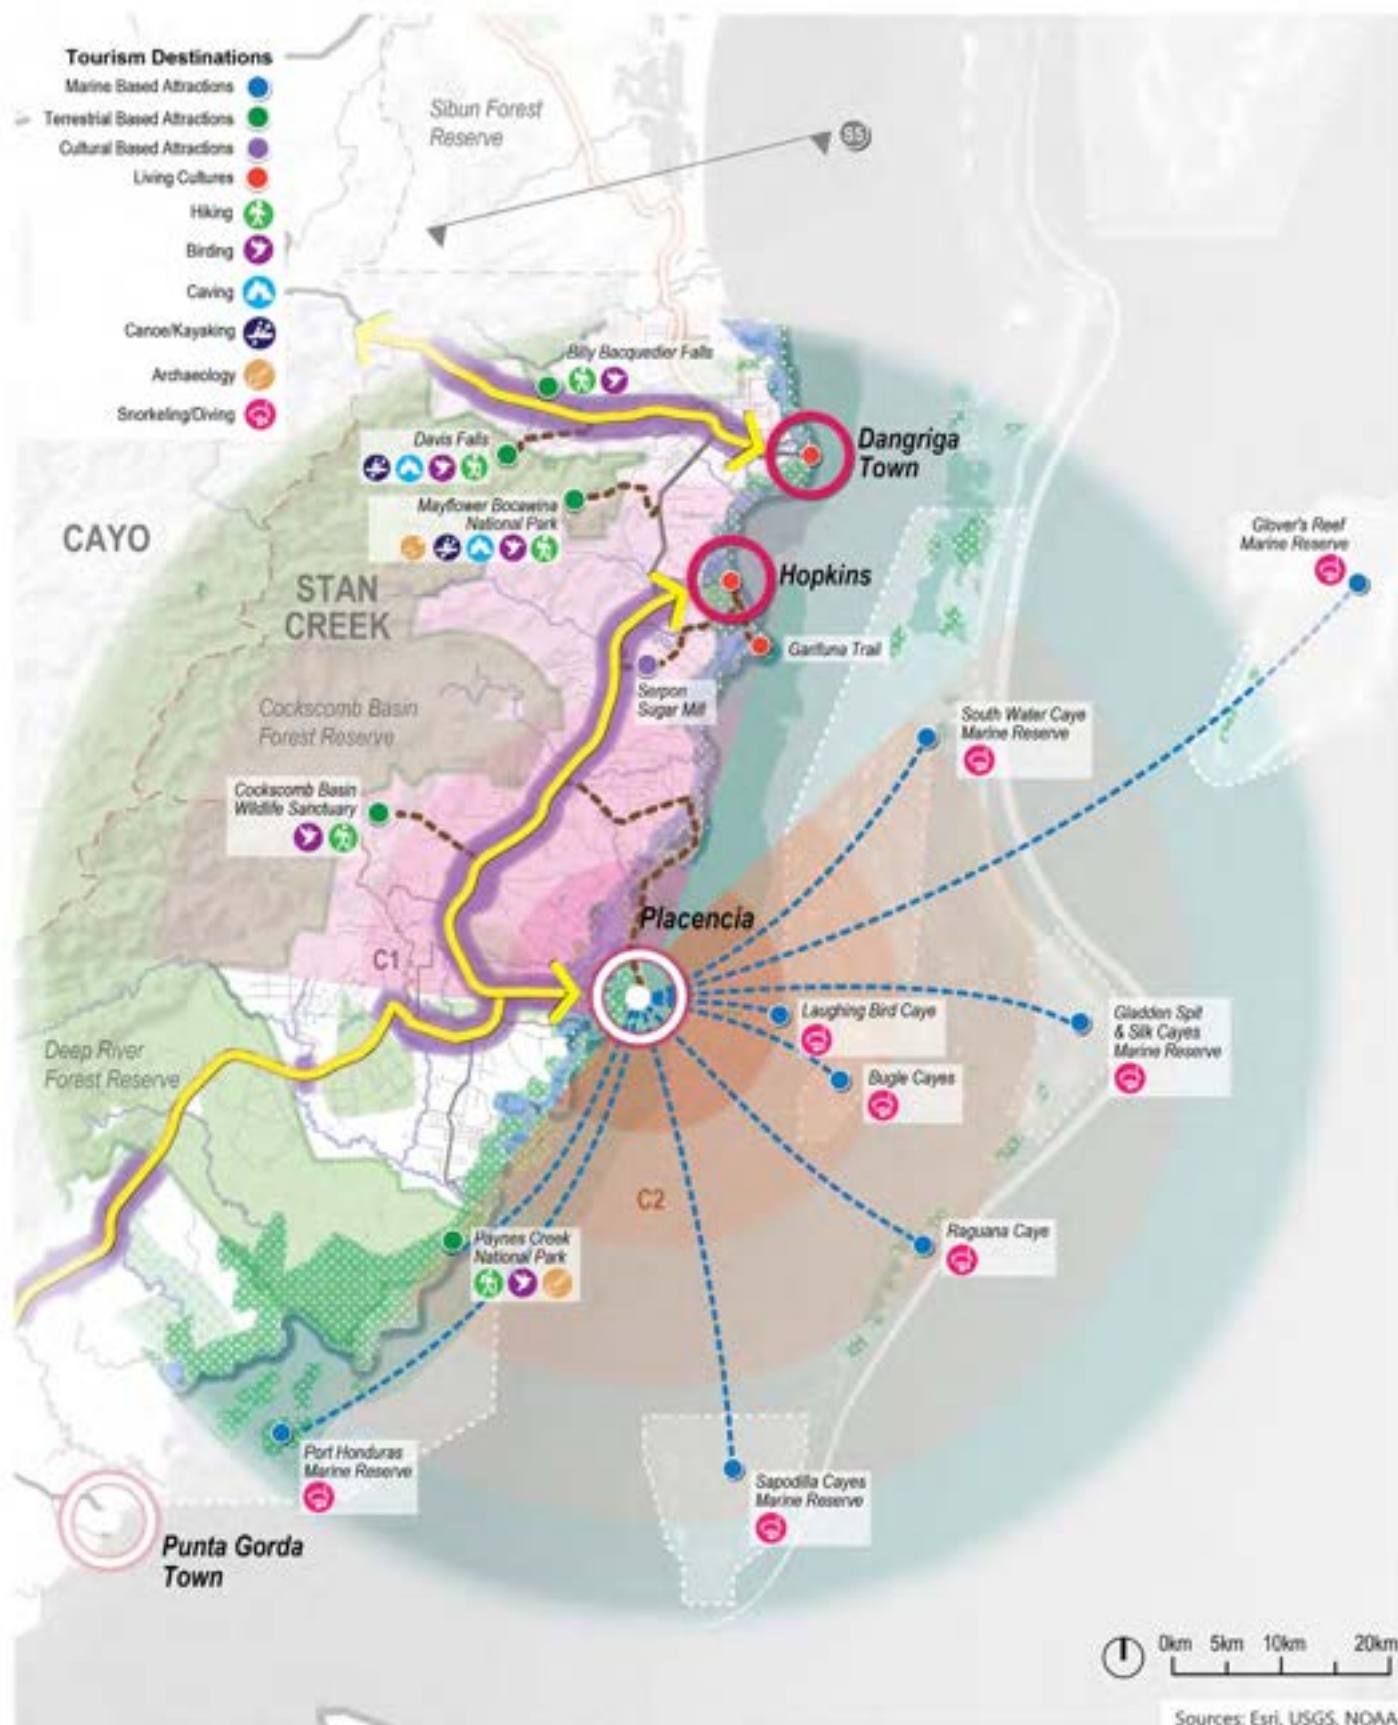 Tourism Destinations
Marine Based Attractions
Terrestrial Based Attractions
Cultural Based Attractions
Living Cultures
Hiking
Birding
Caving
Canoe/Kayaking
Archaeology
Snorkeling/Diving
Sibun Forest
Reserve
S5
Billy Bacquedier Falls
Davis Falls
Dangriga
Town
Mayflower Bocawina
National Park
CAYO
Glover's Reef
Marine Reserve
STAN
CREEK
Hopkins
Garifuna Trail
Serpon
Sugar Mill
Cockscomb Basin
Forest Reserve
South Water Caye
Marine Reserve
Cockscomb Basin
Wildlife Sanctuary
Placencia
C1
Laughing Bird Caye
Gladden Spit
& Silk Cayes
Marine Reserve
Deep River
Forest Reserve
Bugle Cayes
C2
Raguana Caye
Paynes Creek
National Park
Port Honduras
Marine Reserve
Sapodilla Cayes
Marine Reserve
Punta Gorda
Town
0km 5km 10km 20km
Sources: Esri, USGS, NOAA